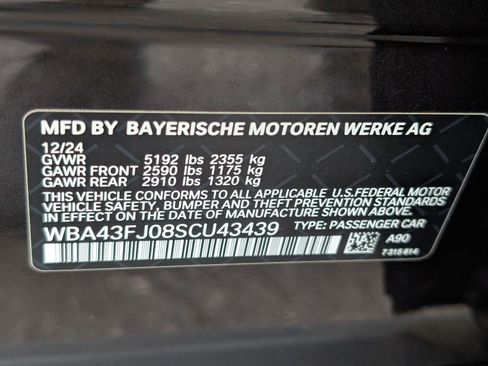 MFD BY BAYERISCHE MOTOREN WERKE AG
12/24
GVWR 5192 lbs 2355 kg
GAWR FRONT 2590 lbs 1175 kg
GAWR REAR 2910 lbs 1320 kg
THIS VEHICLE CONFORMS TO ALL APPLICABLE U.S.FEDERAL MOTOR
VEHICLE SAFETY, BUMPER AND THEFT PREVENTION STANDARDS
IN EFFECT ON THE DATE OF MANUFACTURE SHOWN ABOVE.
WBA43FJ08SCU43439 TYPE: PASSENGER CAR
A90
7315814